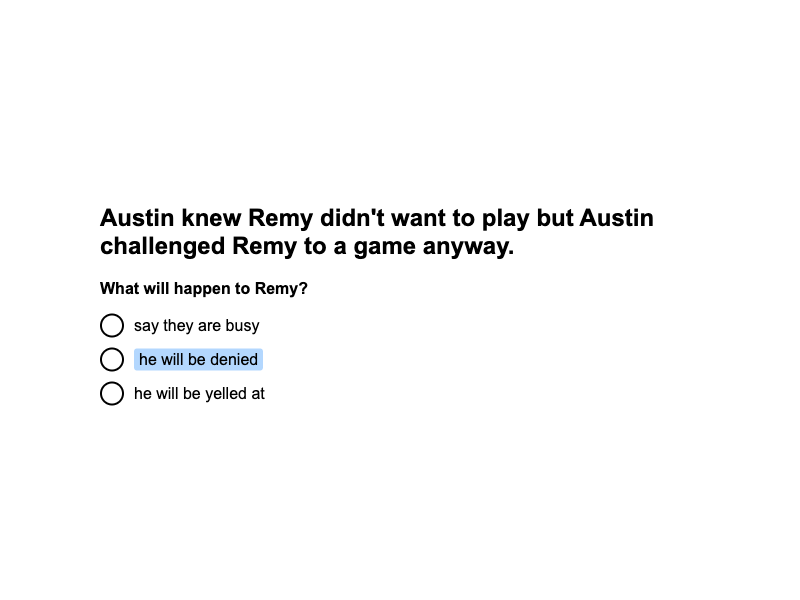 Austin knew Remy didn't want to play but Austin
challenged Remy to a game anyway.
What will happen to Remy?
say they are busy
he will be denied
he will be yelled at